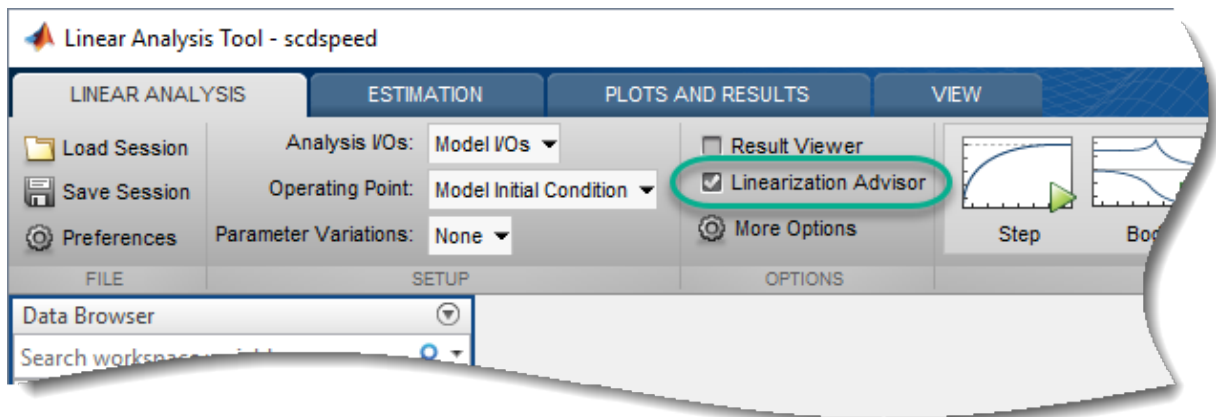 Linear Analysis Tool - scdspeed
LINEAR ANALYSIS ESTIMATION PLOTS AND RESULTS VIEW
Load Session
Save Session
Preferences
FILE
Analysis I/Os: Model I/Os
Operating Point: Model Initial Condition
Parameter Variations: None
SETUP
Result Viewer
Linearization Advisor
More Options
OPTIONS
Step
Data Browser
Search workspace